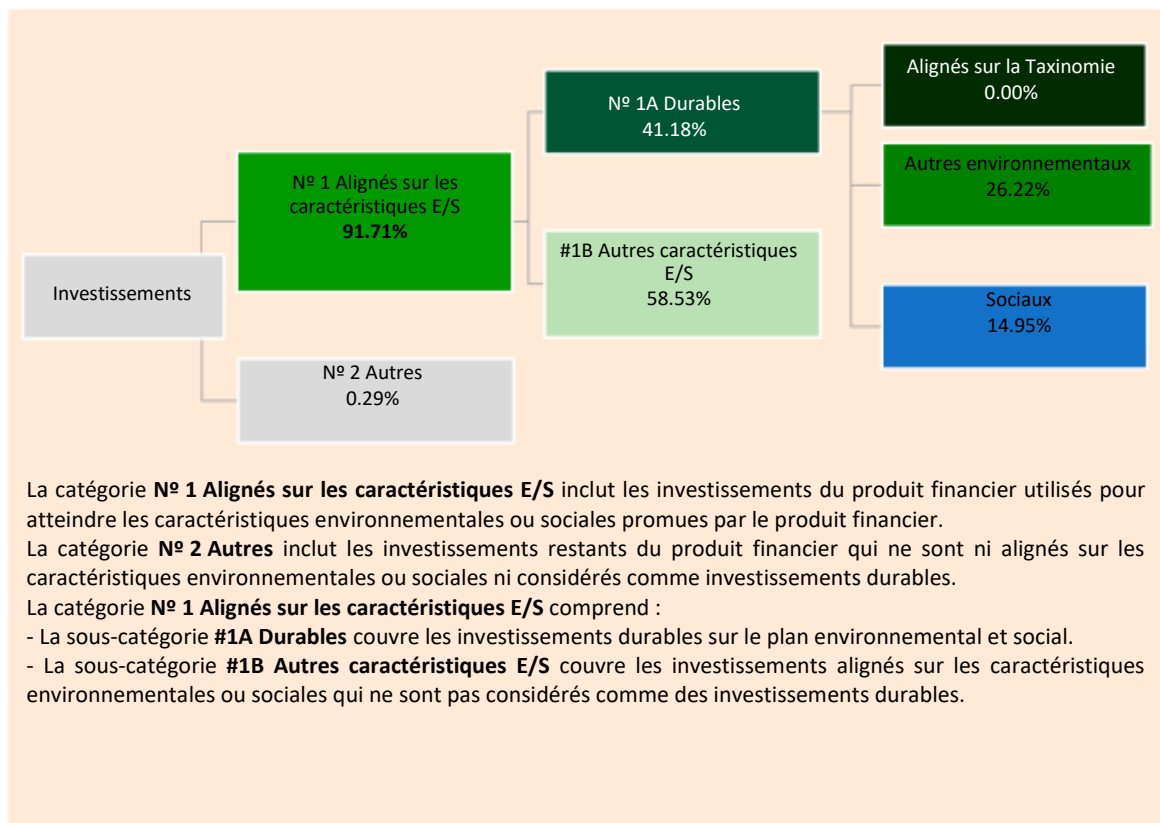 Investissements
Nº 1 Alignés sur les
caractéristiques E/S
91.71%
Nº 2 Autres
0.29%
Nº 1A Durables
41.18%
#1B Autres caractéristiques
E/S
58.53%
Alignés sur la Taxinomie
0.00%
Autres environnementaux
26.22%
Sociaux
14.95%
La catégorie Nº 1 Alignés sur les caractéristiques E/S inclut les investissements du produit financier utilisés pour
atteindre les caractéristiques environnementales ou sociales promues par le produit financier.
La catégorie Nº 2 Autres inclut les investissements restants du produit financier qui ne sont ni alignés sur les
caractéristiques environnementales ou sociales ni considérés comme investissements durables.
La catégorie Nº 1 Alignés sur les caractéristiques E/S comprend :
- La sous-catégorie #1A Durables couvre les investissements durables sur le plan environnemental et social.
- La sous-catégorie #1B Autres caractéristiques E/S couvre les investissements alignés sur les caractéristiques
environnementales ou sociales qui ne sont pas considérés comme des investissements durables.